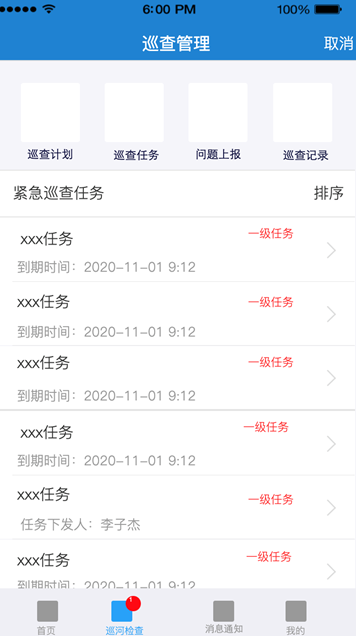 6:00 PM 100%
巡查管理 取消
巡查计划 巡查任务 问题上报 巡查记录
紧急巡查任务 排序
xxx任务 一级任务
到期时间：2020-11-01 9:12
xxx任务 一级任务
到期时间：2020-11-01 9:12
xxx任务 一级任务
到期时间：2020-11-01 9:12
xxx任务 一级任务
到期时间：2020-11-01 9:12
xxx任务 一级任务
任务下发人：李子杰
xxx任务 一级任务
到期时间：2020-11-01 9:12
1
首页 巡河检查 消息通知 我的